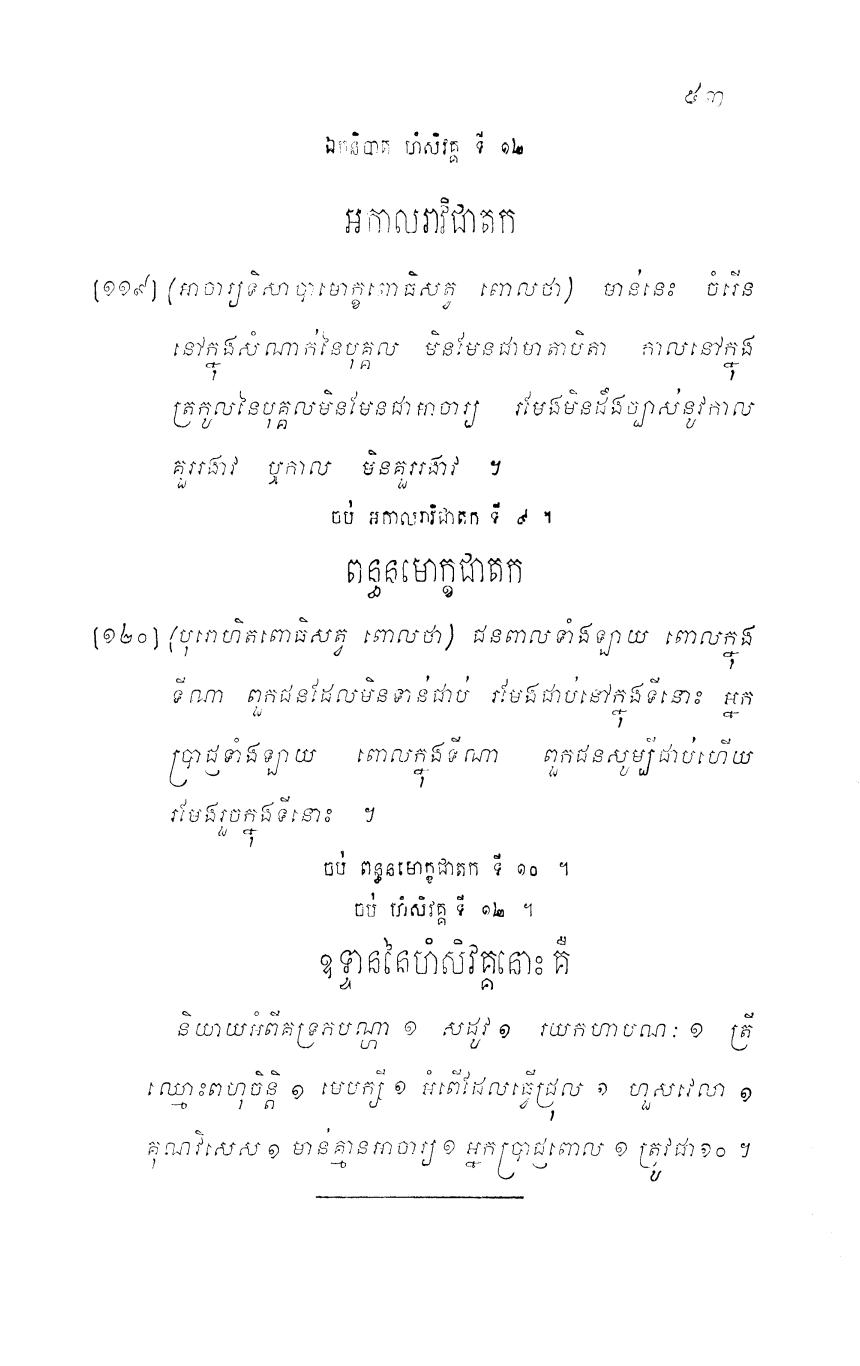 ៥៣
ឯកនិបាត ហំសិវគ្គ ទី ១២
អកាលរាវិជាតក
[១១៩] (អាចារ្យទិសាបាមោក្ខពោធិសត្វ ពោលថា) មាន់នេះ ចំរើន
នៅក្នុងសំណាក់នៃបុគ្គល មិនមែនជាមាតាបិតា កាលនៅក្នុង
ត្រកូលនៃបុគ្គលមិនមែនជាអាចារ្យ រមែងមិនដឹងច្បាស់នូវកាល
គួររងាវ ឬកាល មិនគួររងាវ ។
ចប់ អកាលរាវិជាតក ទី ៩ ។
ពន្ធនមោក្ខជាតក
[១២០] (បុរោហិតពោធិសត្វ ពោលថា) ជនពាលទាំងឡាយ ពោលក្នុង
ទីណា ពួកជនដែលមិនទាន់ជាប់ រមែងជាប់នៅក្នុងទីនោះ អ្នក
ប្រាជ្ញទាំងឡាយ ពោលក្នុងទីណា ពួកជនសូម្បីជាប់ហើយ
រមែងរួចក្នុងទីនោះ ។
ចប់ ពន្ធនមោក្ខជាតក ទី ១០ ។
ចប់ ហំសិវគ្គ ទី ១២ ។
ឧទ្ទាននៃហំសិវគ្គនោះ គឺ
និយាយអំពីគទ្រភបណ្ហា ១ សដូវ ១ រយកហាបណៈ ១ ត្រី
ឈ្មោះពហុចិន្តិ ១ មេបក្សី ១ អំពើដែលធ្វើជ្រុល ១ ហួសវេលា ១
គុណវិសេស ១ មាន់គ្មានអាចារ្យ ១ អ្នកប្រាជ្ញពោល ១ ត្រូវជា ១០ ។